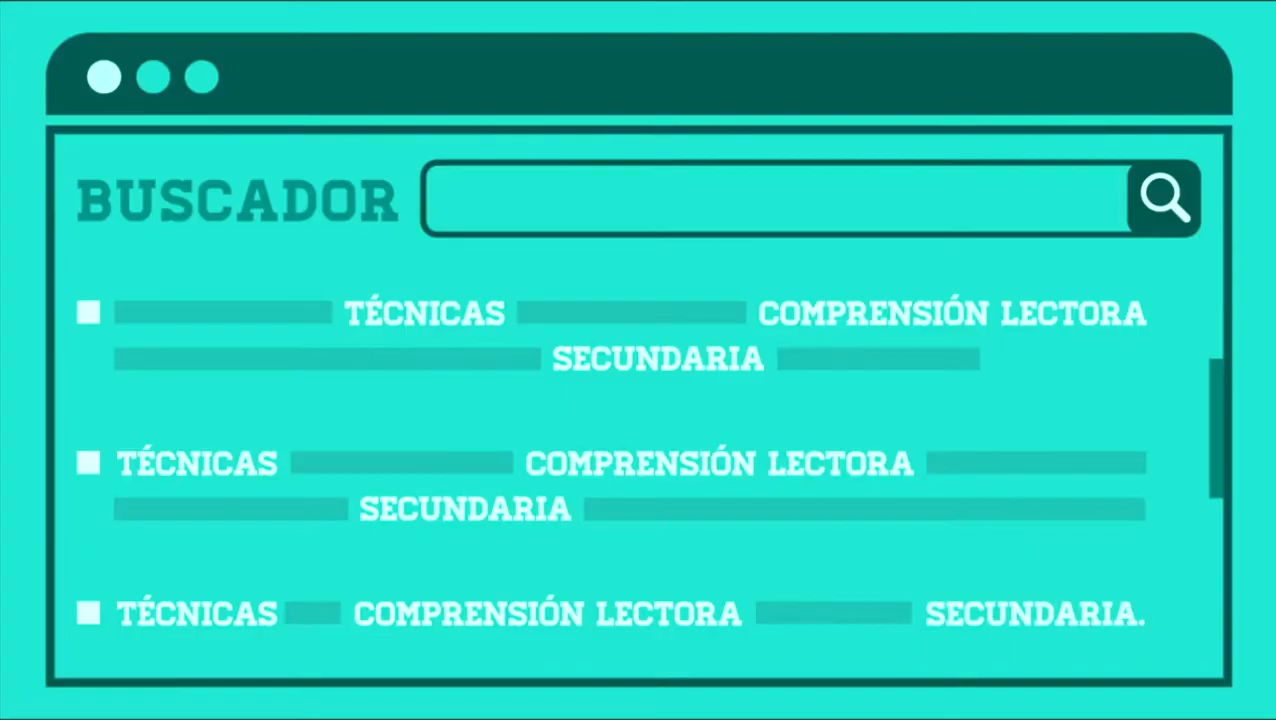 BUSCADOR
TÉCNICAS COMPRENSIÓN LECTORA
SECUNDARIA
TÉCNICAS COMPRENSIÓN LECTORA
SECUNDARIA
TÉCNICAS COMPRENSIÓN LECTORA SECUNDARIA.